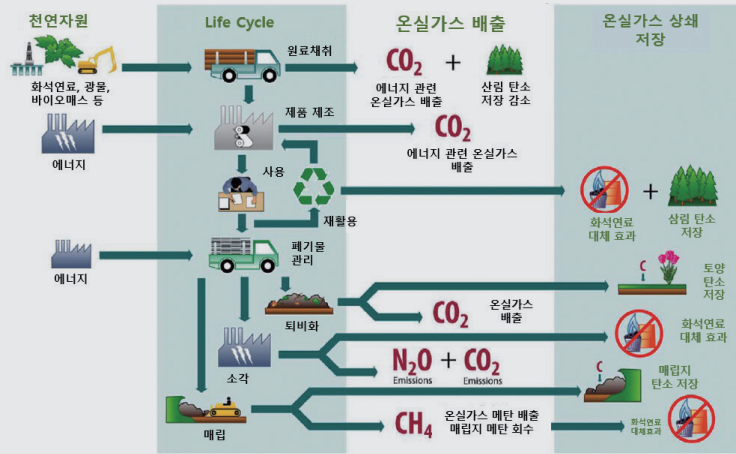 천연자원
Life Cycle
온실가스 배출
온실가스 상쇄
저장
원료채취
화석연료, 광물,
바이오매스 등
CO2
+
에너지 관련
온실가스 배출
산림 탄소
저장 감소
제품 제조
에너지
CO2
에너지 관련 온실가스
배출
사용
재활용
+
화석연료
대체 효과
삼림 탄소
저장
폐기물
관리
에너지
C
토양
탄소
저장
퇴비화
CO2
온실가스
배출
소각
N2O
Emissions
+
CO2
Emissions
화석연료
대체 효과
C
매립지
탄소 저장
매립
CH4
온실가스 메탄 배출
매립지 메탄 회수
화석연료
대체효과